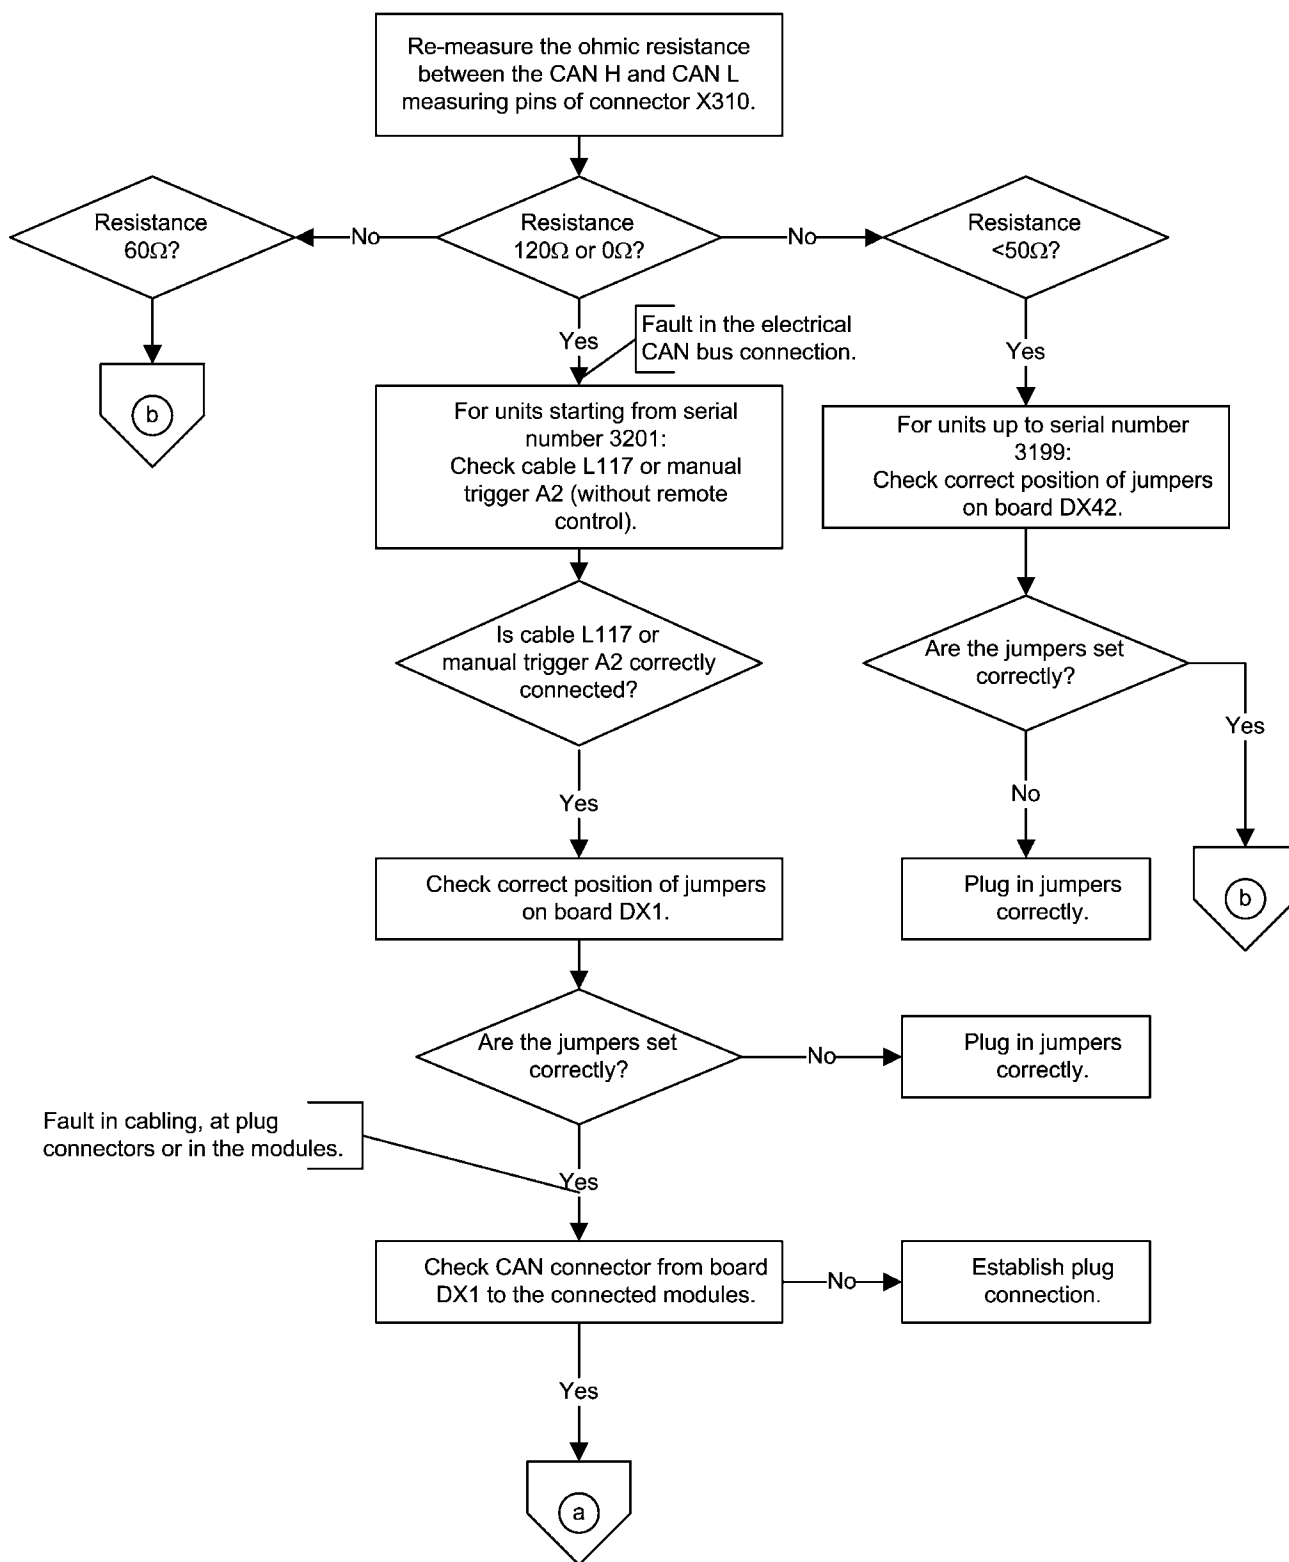 Re-measure the ohmic resistance
between the CAN H and CAN L
measuring pins of connector X310.
Resistance
60Ω?
No
Resistance
120Ω or 0Ω?
No
Resistance
<50Ω?
Yes
Fault in the electrical
CAN bus connection.
Yes
b
For units starting from serial
number 3201:
Check cable L117 or manual
trigger A2 (without remote
control).
For units up to serial number
3199:
Check correct position of jumpers
on board DX42.
Is cable L117 or
manual trigger A2 correctly
connected?
Are the jumpers set
correctly?
Yes
No
Yes
Check correct position of jumpers
on board DX1.
Plug in jumpers
correctly.
b
Are the jumpers set
correctly?
No
Plug in jumpers
correctly.
Fault in cabling, at plug
connectors or in the modules.
Yes
Check CAN connector from board
DX1 to the connected modules.
No
Establish plug
connection.
Yes
a